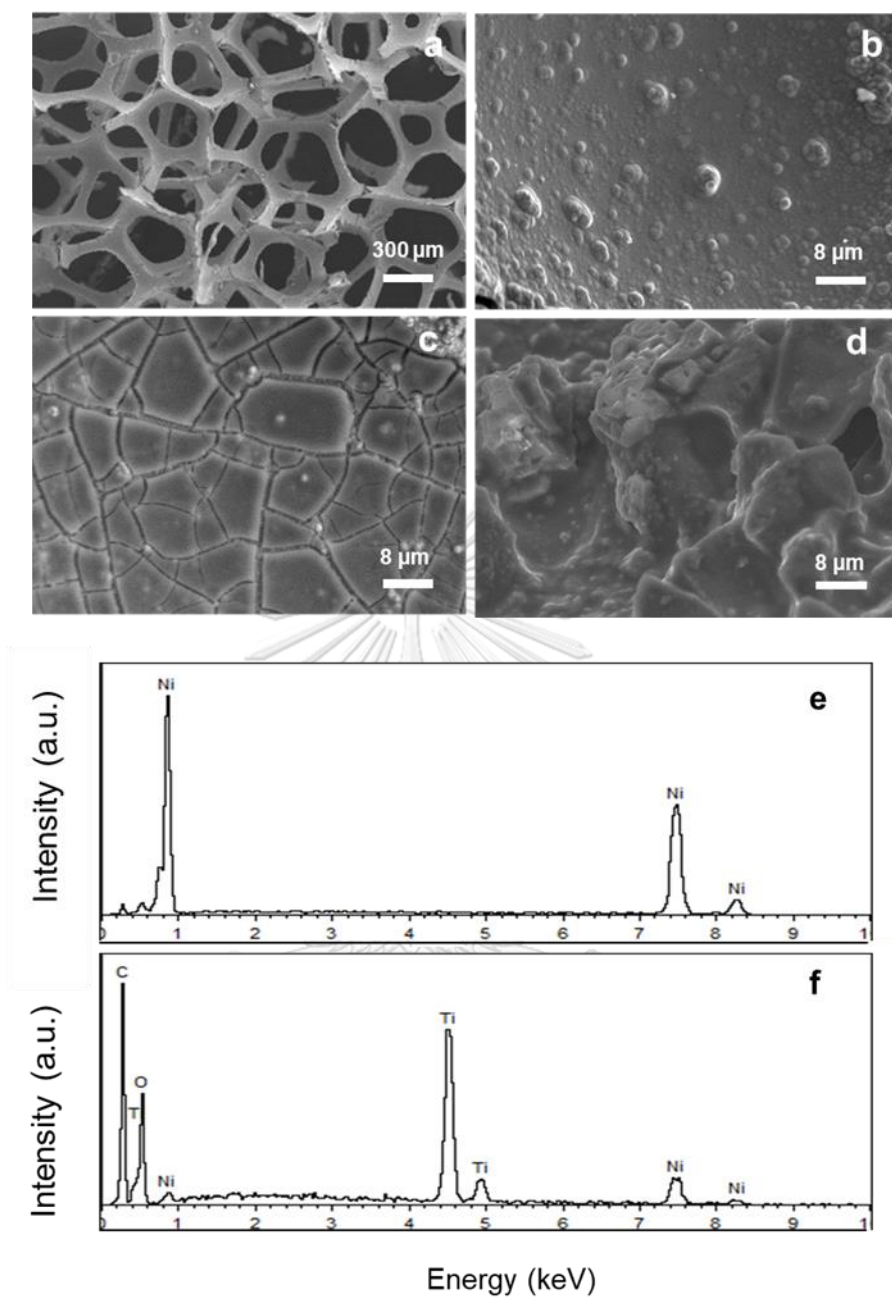 a
b
300 µm
8 µm
c
d
8 µm
8 µm
Intensity (a.u.)
e
Ni
Ni
Ni
0 1 2 3 4 5 6 7 8 9 1
Intensity (a.u.)
f
C
Ti
O
T
Ni
Ti
Ni
Ni
0 1 2 3 4 5 6 7 8 9 1
Energy (keV)